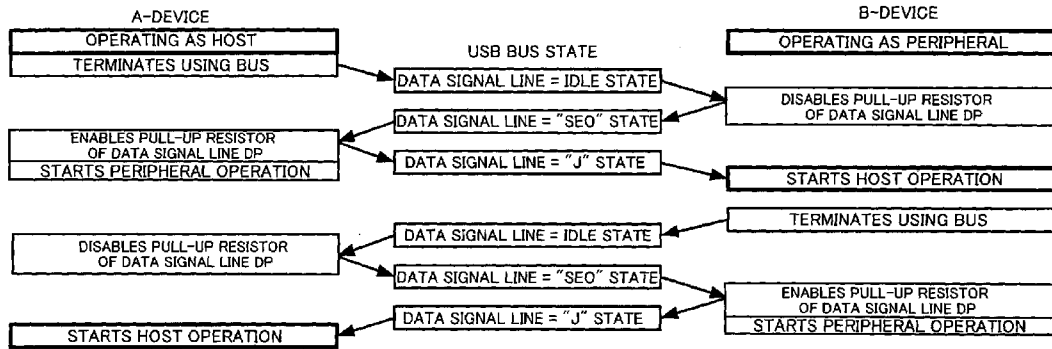 A-DEVICE
B-DEVICE
OPERATING AS HOST
USB BUS STATE
OPERATING AS PERIPHERAL
TERMINATES USING BUS
DATA SIGNAL LINE = IDLE STATE
DISABLES PULL-UP RESISTOR
OF DATA SIGNAL LINE DP
DATA SIGNAL LINE = "SEO" STATE
ENABLES PULL-UP RESISTOR
OF DATA SIGNAL LINE DP
STARTS PERIPHERAL OPERATION
DATA SIGNAL LINE = "J" STATE
STARTS HOST OPERATION
TERMINATES USING BUS
DATA SIGNAL LINE = IDLE STATE
DISABLES PULL-UP RESISTOR
OF DATA SIGNAL LINE DP
DATA SIGNAL LINE = "SEO" STATE
ENABLES PULL-UP RESISTOR
OF DATA SIGNAL LINE DP
STARTS PERIPHERAL OPERATION
DATA SIGNAL LINE = "J" STATE
STARTS HOST OPERATION